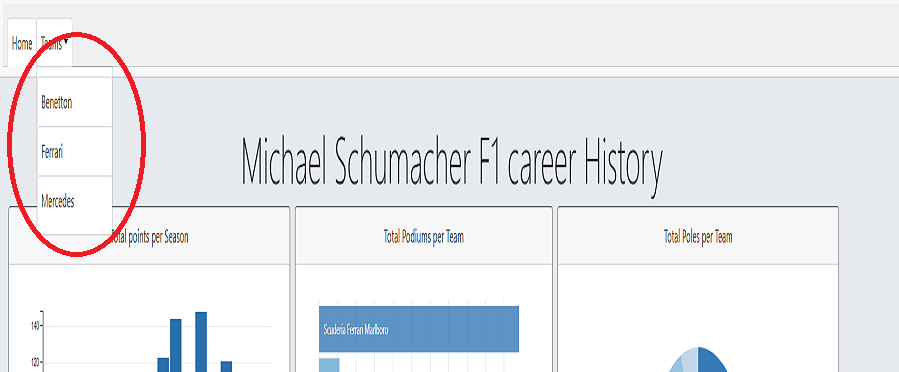 Home Teams
Benetton
Ferrari
Mercedes
Michael Schumacher F1 career History
Total points per Season
Total Podiums per Team
Total Poles per Team
140
120
Scuderia Ferrari Marlboro